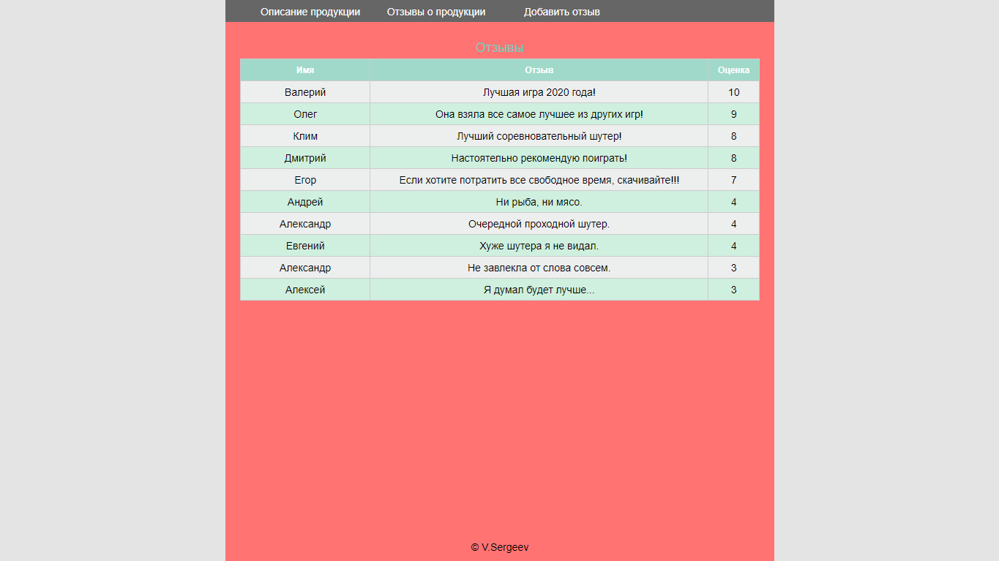 Описание продукции Отзывы о продукции Добавить отзыв
Отзывы
Имя Отзыв Оценка
Валерий Лучшая игра 2020 года! 10
Олег Она взяла все самое лучшее из других игр! 9
Клим Лучший соревновательный шутер! 8
Дмитрий Настоятельно рекомендую поиграть! 8
Егор Если хотите потратить все свободное время, скачивайте!!! 7
Андрей Ни рыба, ни мясо. 4
Александр Очередной проходной шутер. 4
Евгений Хуже шутера я не видал. 4
Александр Не завлекла от слова совсем. 3
Алексей Я думал будет лучше... 3
© V.Sergeev